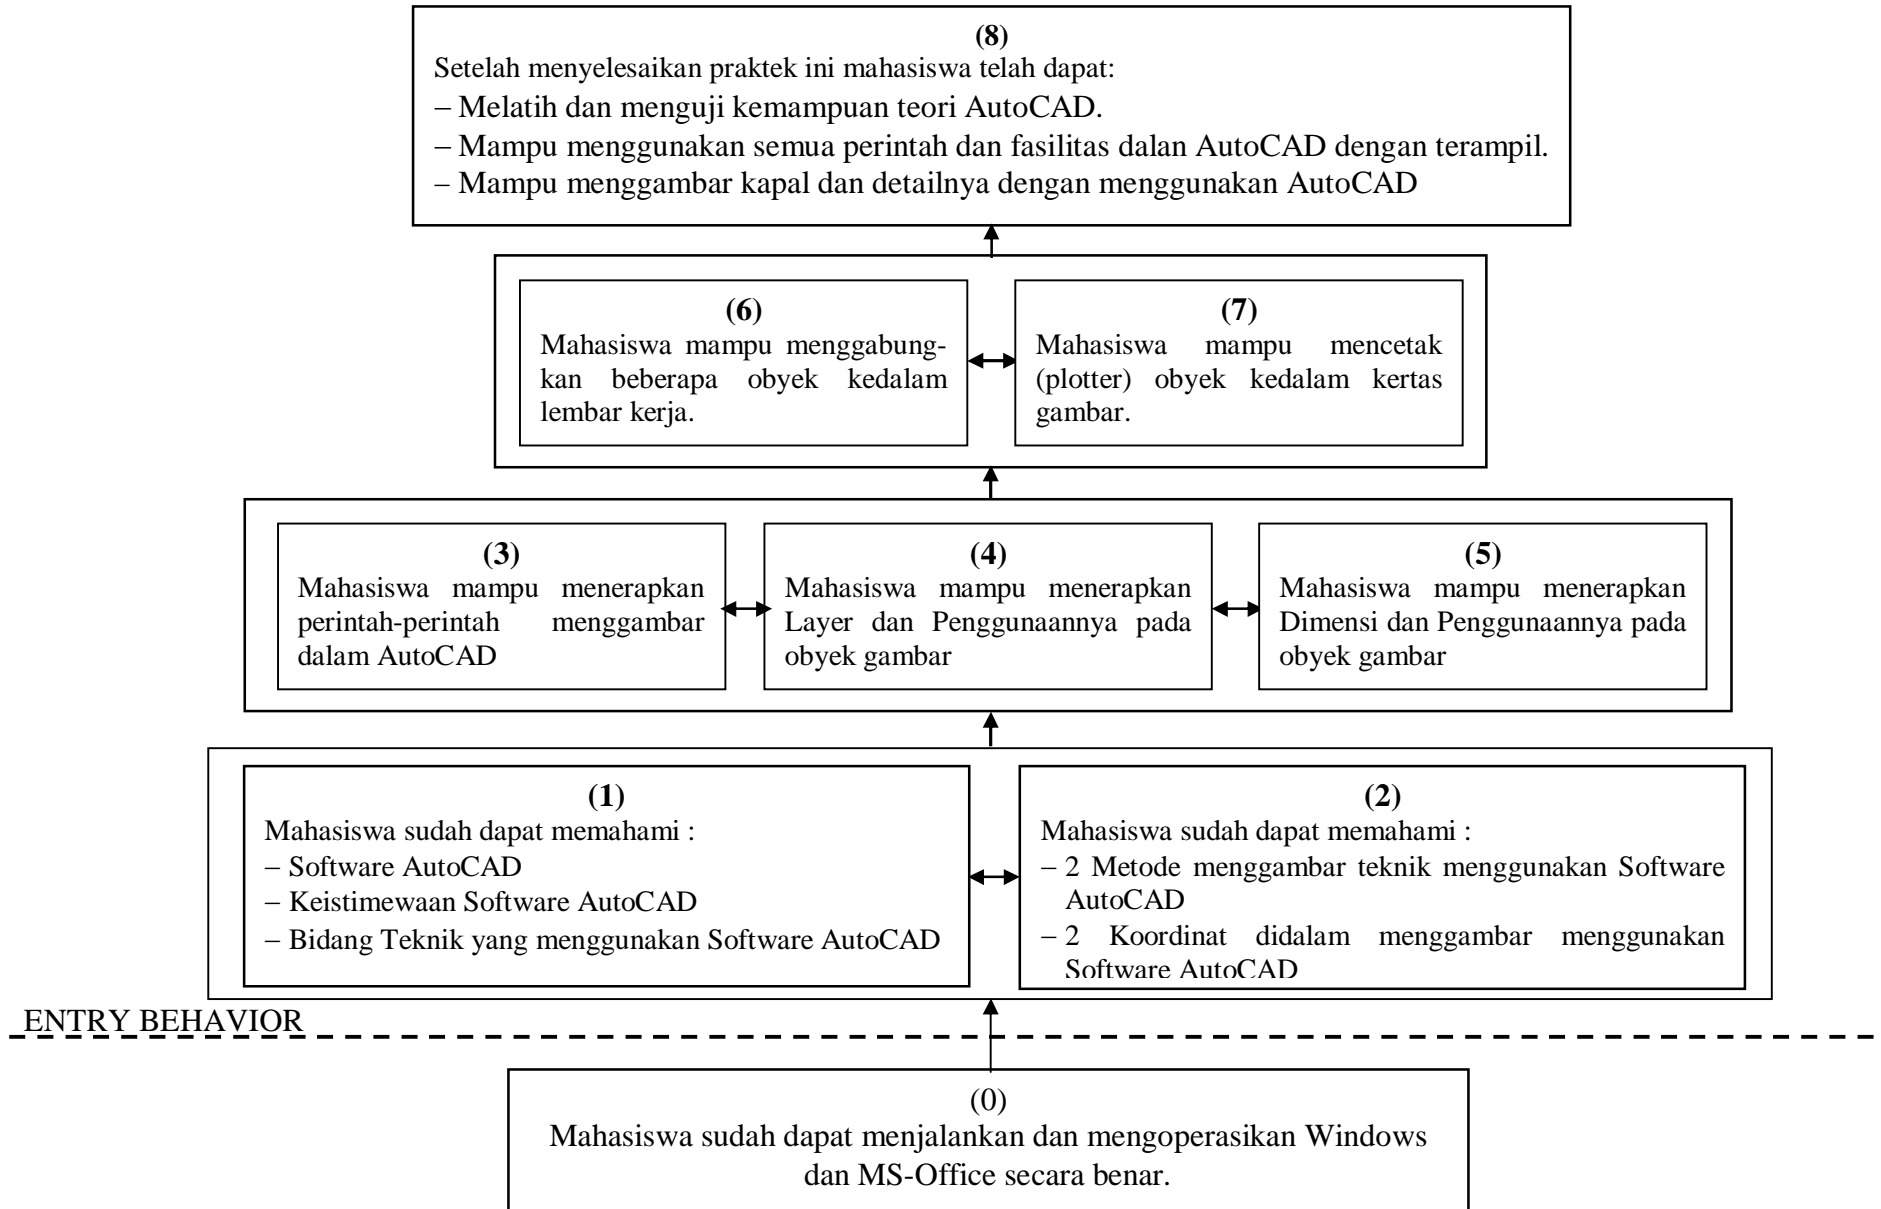 (8)
Setelah menyelesaikan praktek ini mahasiswa telah dapat:
– Melatih dan menguji kemampuan teori AutoCAD.
– Mampu menggunakan semua perintah dan fasilitas dalan AutoCAD dengan terampil.
– Mampu menggambar kapal dan detailnya dengan menggunakan AutoCAD
(6)
Mahasiswa mampu menggabung-
kan beberapa obyek kedalam
lembar kerja.
(7)
Mahasiswa mampu mencetak
(plotter) obyek kedalam kertas
gambar.
(3)
Mahasiswa mampu menerapkan
perintah-perintah menggambar
dalam AutoCAD
(4)
Mahasiswa mampu menerapkan
Layer dan Penggunaannya pada
obyek gambar
(5)
Mahasiswa mampu menerapkan
Dimensi dan Penggunaannya pada
obyek gambar
(1)
Mahasiswa sudah dapat memahami :
– Software AutoCAD
– Keistimewaan Software AutoCAD
– Bidang Teknik yang menggunakan Software AutoCAD
(2)
Mahasiswa sudah dapat memahami :
– 2 Metode menggambar teknik menggunakan Software
AutoCAD
– 2 Koordinat didalam menggambar menggunakan
Software AutoCAD
ENTRY BEHAVIOR
(0)
Mahasiswa sudah dapat menjalankan dan mengoperasikan Windows
dan MS-Office secara benar.